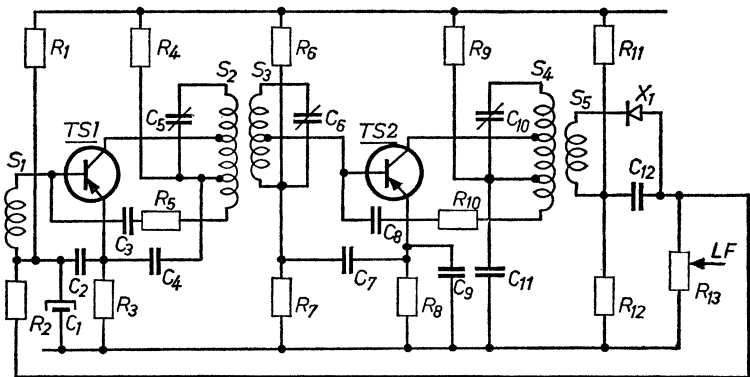 R1
R4
S2
S3
R6
R9
S4
R11
S5
X1
C5
C6
C10
TS1
TS2
S1
C12
R5
C3
R10
C8
LF
C2
C4
C7
C9
C11
R13
R2
C1
R3
R7
R8
R12